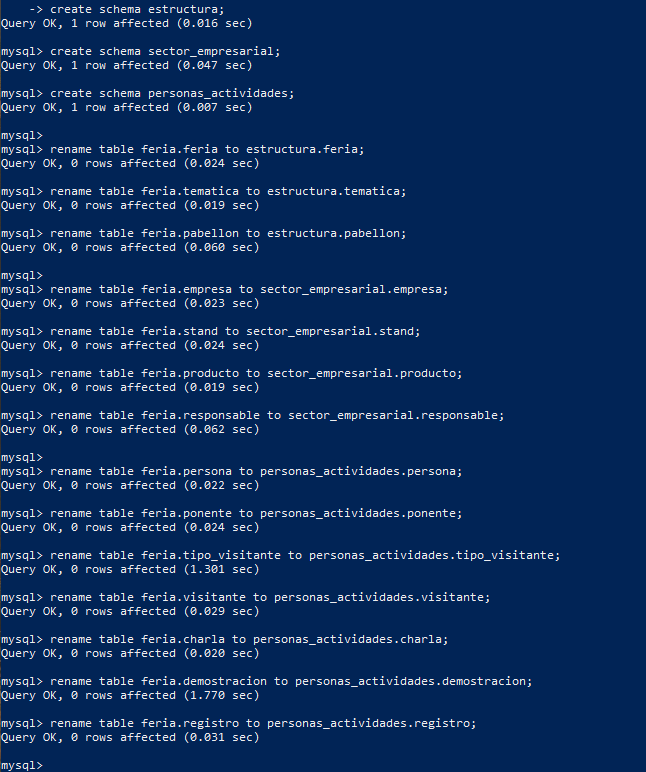 -> create schema estructura;
Query OK, 1 row affected (0.016 sec)
mysql> create schema sector_empresarial;
Query OK, 1 row affected (0.047 sec)
mysql> create schema personas_actividades;
Query OK, 1 row affected (0.007 sec)
mysql>
mysql> rename table feria.feria to estructura.feria;
Query OK, 0 rows affected (0.024 sec)
mysql> rename table feria.tematica to estructura.tematica;
Query OK, 0 rows affected (0.019 sec)
mysql> rename table feria.pabellon to estructura.pabellon;
Query OK, 0 rows affected (0.060 sec)
mysql>
mysql> rename table feria.empresa to sector_empresarial.empresa;
Query OK, 0 rows affected (0.023 sec)
mysql> rename table feria.stand to sector_empresarial.stand;
Query OK, 0 rows affected (0.024 sec)
mysql> rename table feria.producto to sector_empresarial.producto;
Query OK, 0 rows affected (0.019 sec)
mysql> rename table feria.responsable to sector_empresarial.responsable;
Query OK, 0 rows affected (0.062 sec)
mysql>
mysql> rename table feria.persona to personas_actividades.persona;
Query OK, 0 rows affected (0.022 sec)
mysql> rename table feria.ponente to personas_actividades.ponente;
Query OK, 0 rows affected (0.024 sec)
mysql> rename table feria.tipo_visitante to personas_actividades.tipo_visitante;
Query OK, 0 rows affected (1.301 sec)
mysql> rename table feria.visitante to personas_actividades.visitante;
Query OK, 0 rows affected (0.029 sec)
mysql> rename table feria.charla to personas_actividades.charla;
Query OK, 0 rows affected (0.020 sec)
mysql> rename table feria.demostracion to personas_actividades.demostracion;
Query OK, 0 rows affected (1.770 sec)
mysql> rename table feria.registro to personas_actividades.registro;
Query OK, 0 rows affected (0.031 sec)
mysql>